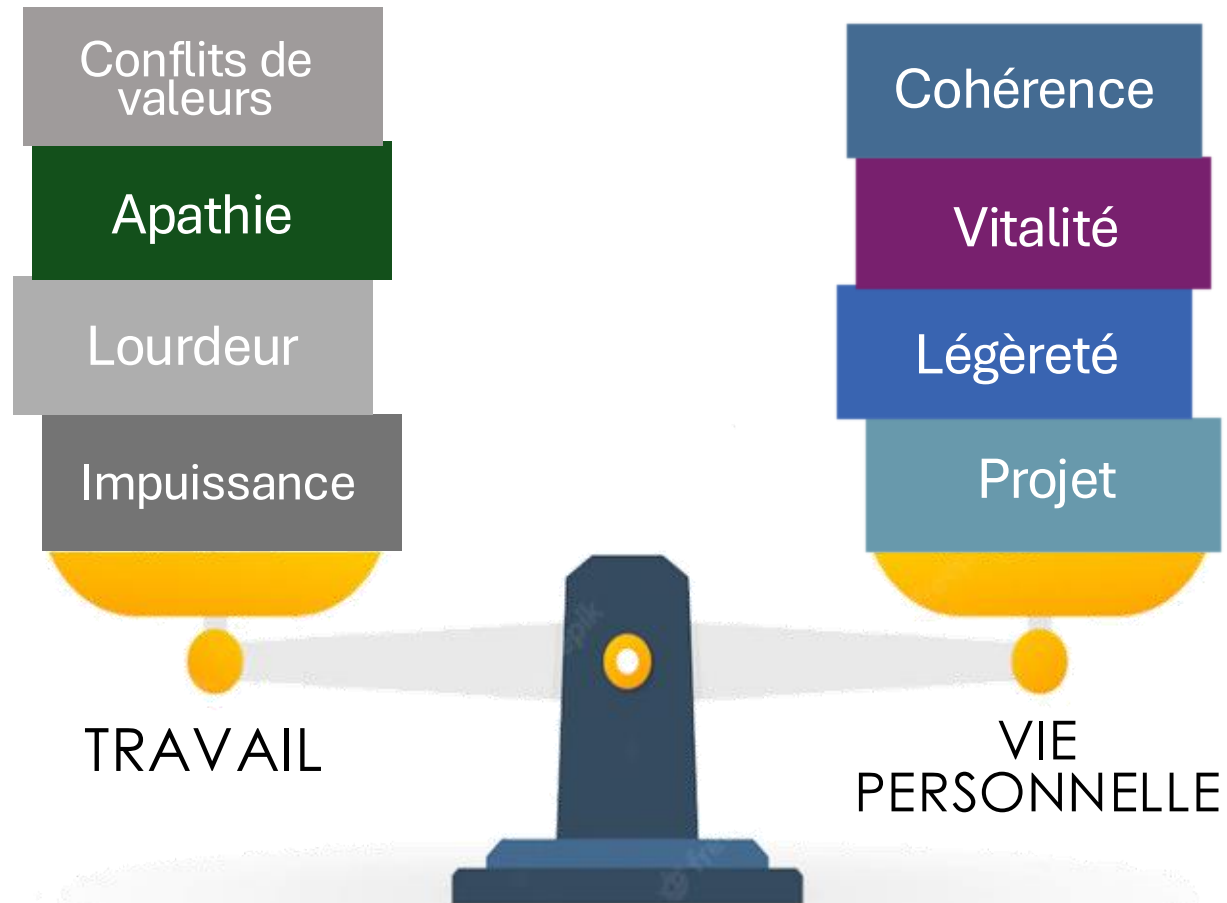 Conflits de
valeurs
Apathie
Lourdeur
Impuissance
TRAVAIL
Cohérence
Vitalité
Légèreté
Projet
VIE
PERSONNELLE